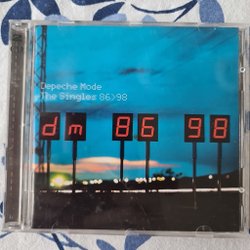 Depeche Mode
The Singles 86>98
dm 86 98